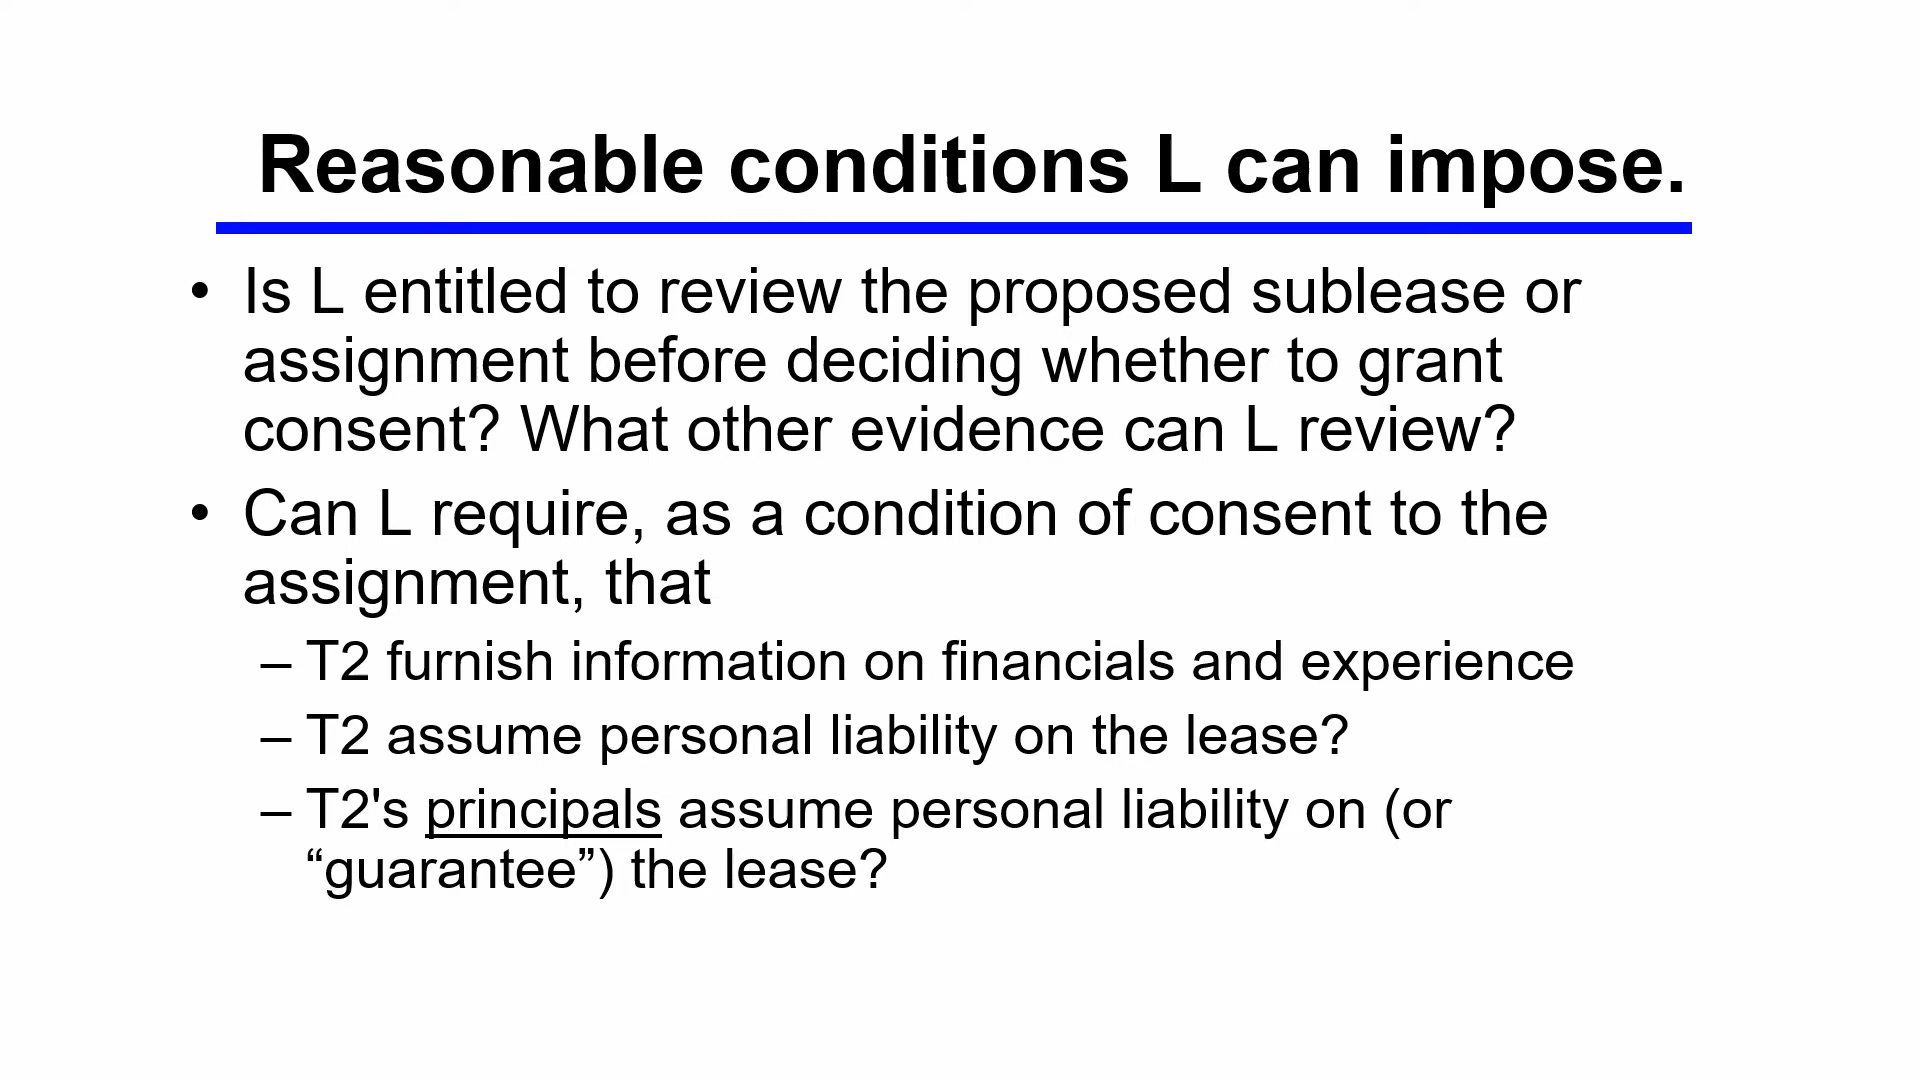 Reasonable conditions L can impose.
• Is L entitled to review the proposed sublease or
assignment before deciding whether to grant
consent? What other evidence can L review?
• Can L require, as a condition of consent to the
assignment, that
– T2 furnish information on financials and experience
– T2 assume personal liability on the lease?
– T2's principals assume personal liability on (or
“guarantee”) the lease?